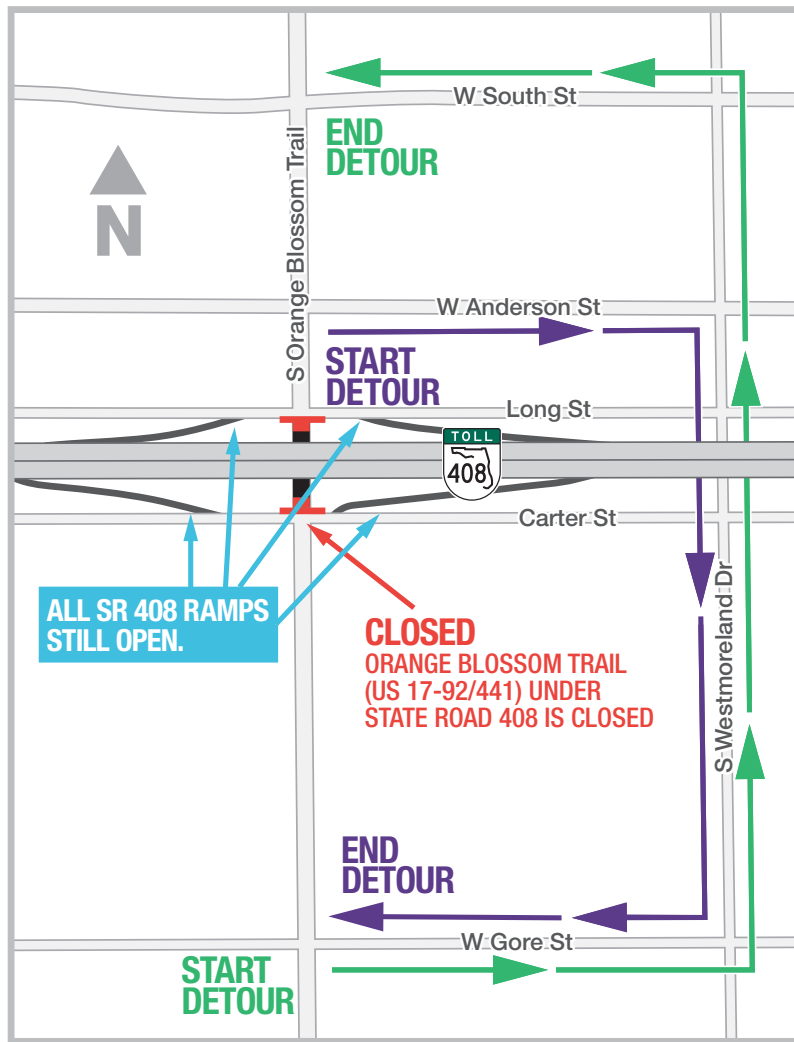 W South St
END
DETOUR
S Orange Blossom Trail
N
W Anderson St
START
DETOUR
Long St
TOLL
408
Carter St
ALL SR 408 RAMPS
STILL OPEN.
CLOSED
ORANGE BLOSSOM TRAIL
(US 17-92/441) UNDER
STATE ROAD 408 IS CLOSED
S Westmoreland Dr
END
DETOUR
W Gore St
START
DETOUR